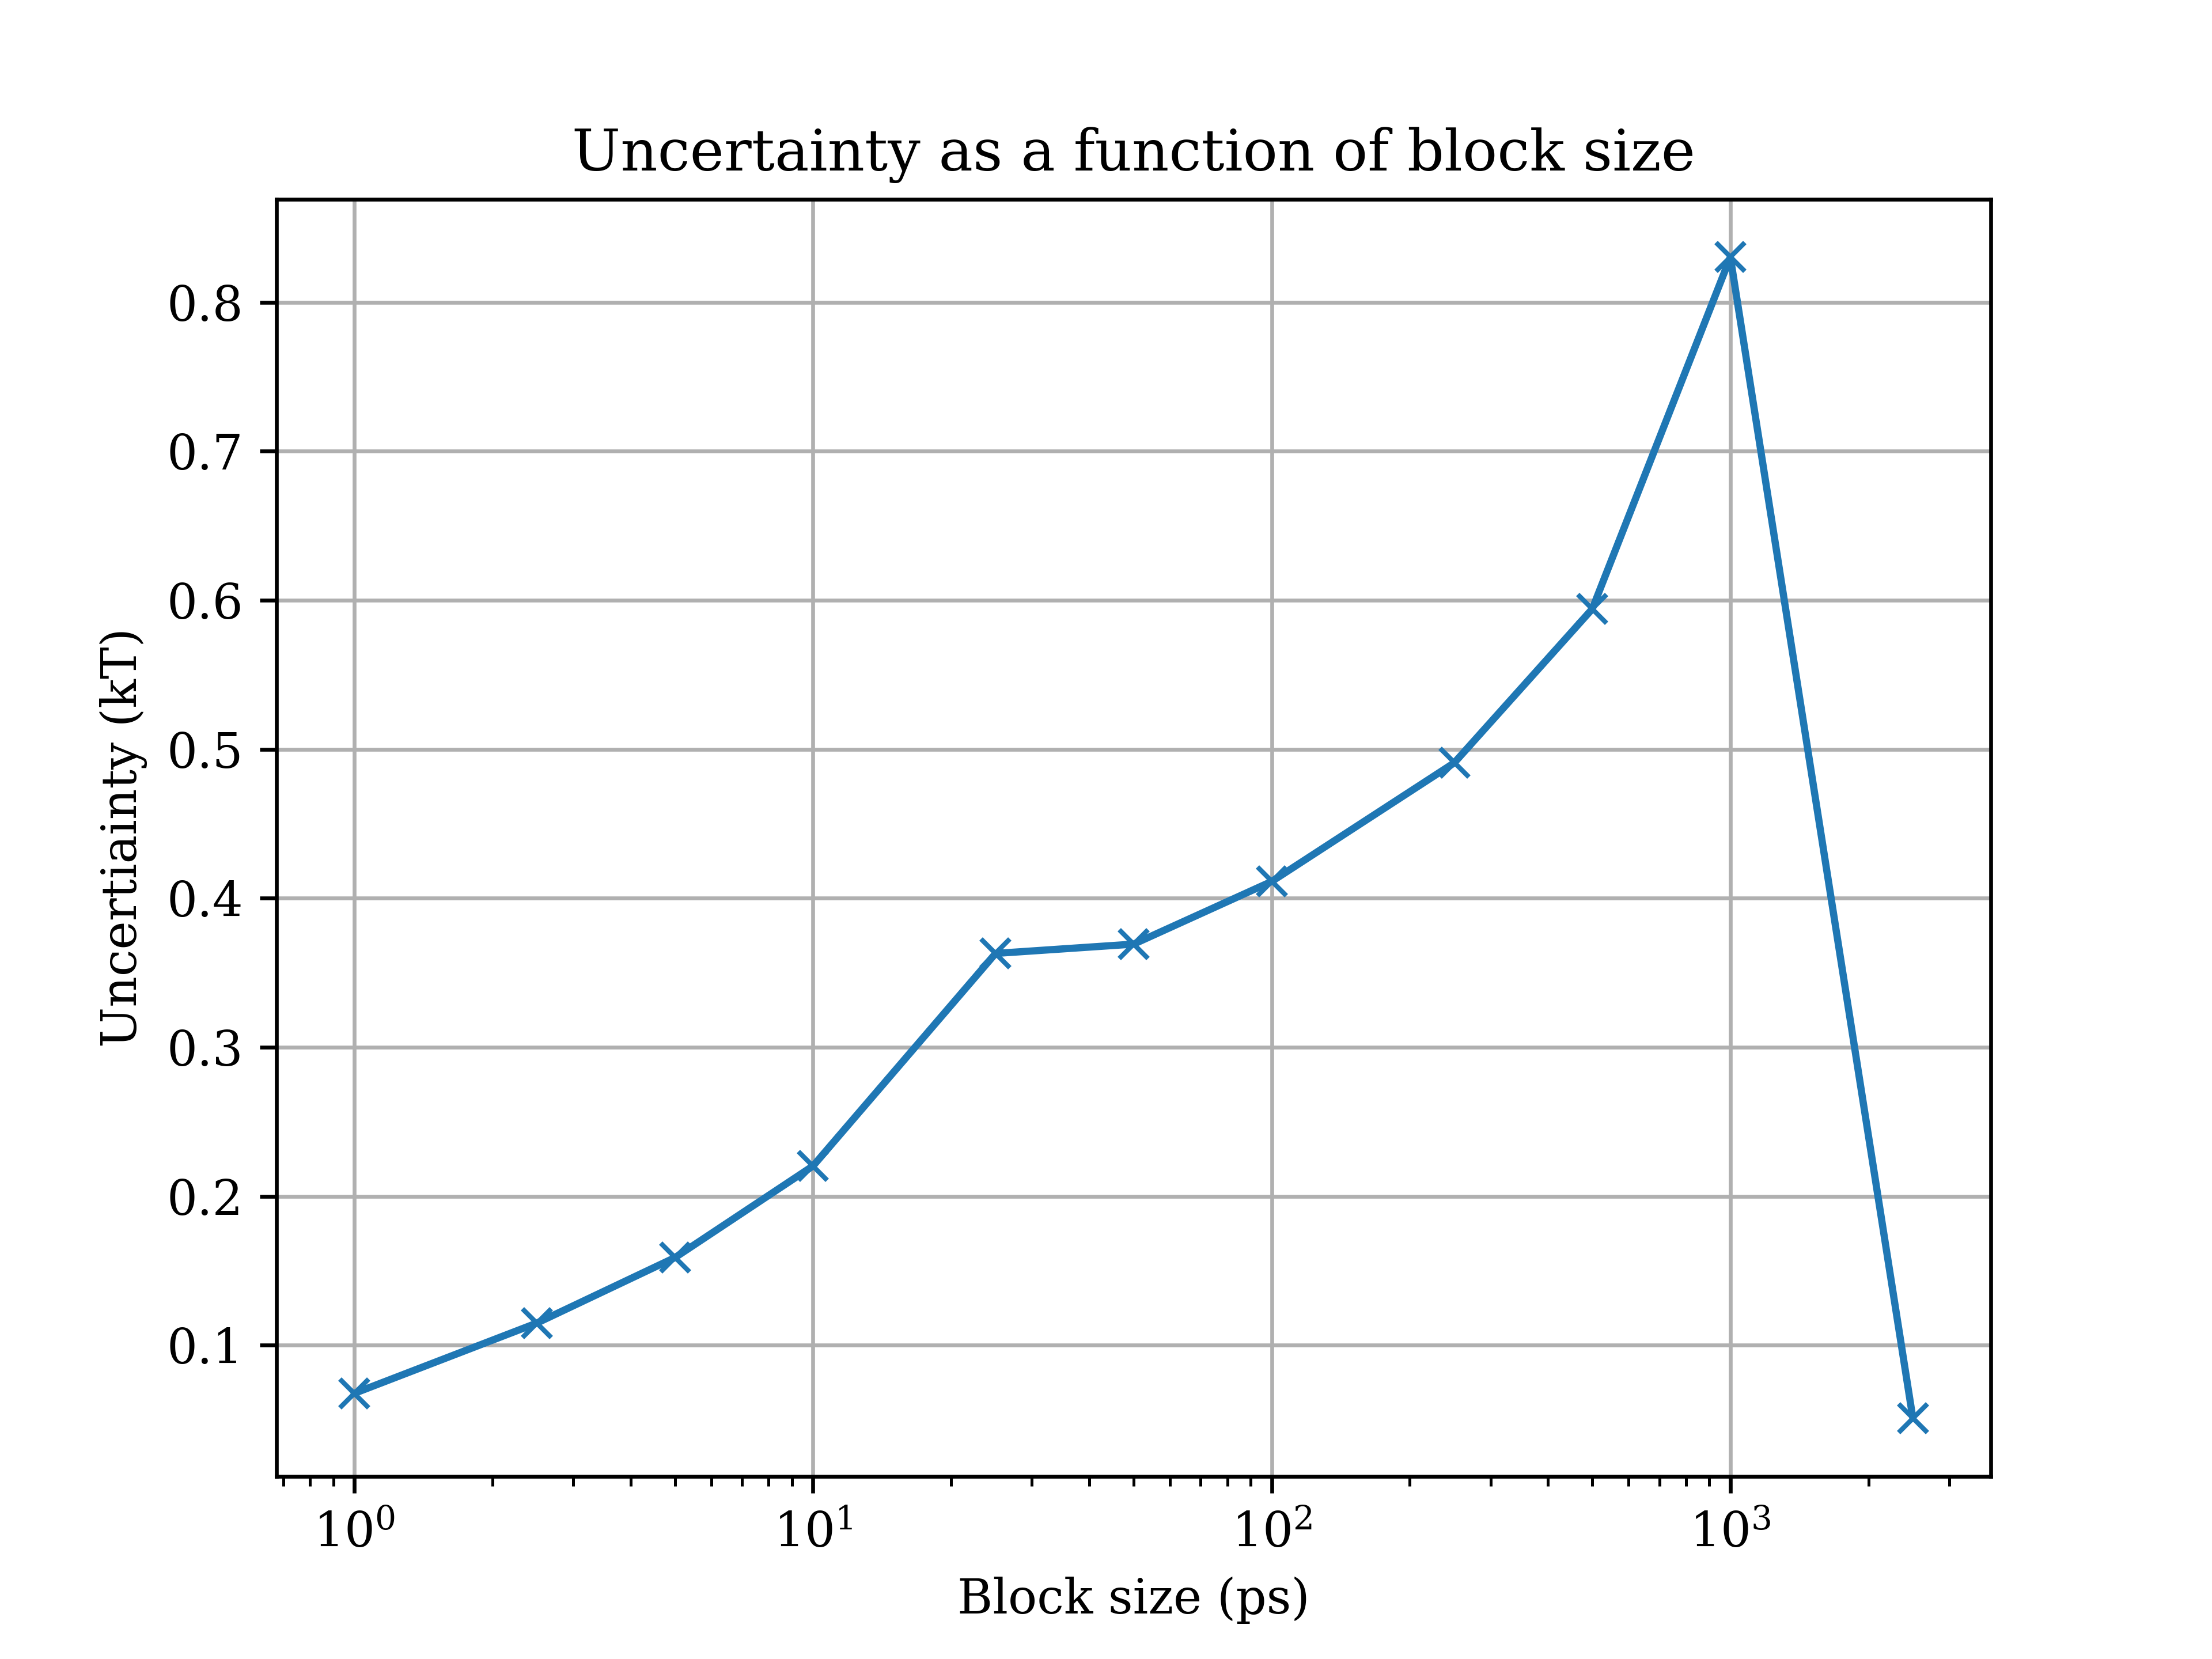 Uncertainty as a function of block size
Uncertiainty (kT)
0.8
0.7
0.6
0.5
0.4
0.3
0.2
0.1
10⁰ 10¹ 10² 10³
Block size (ps)